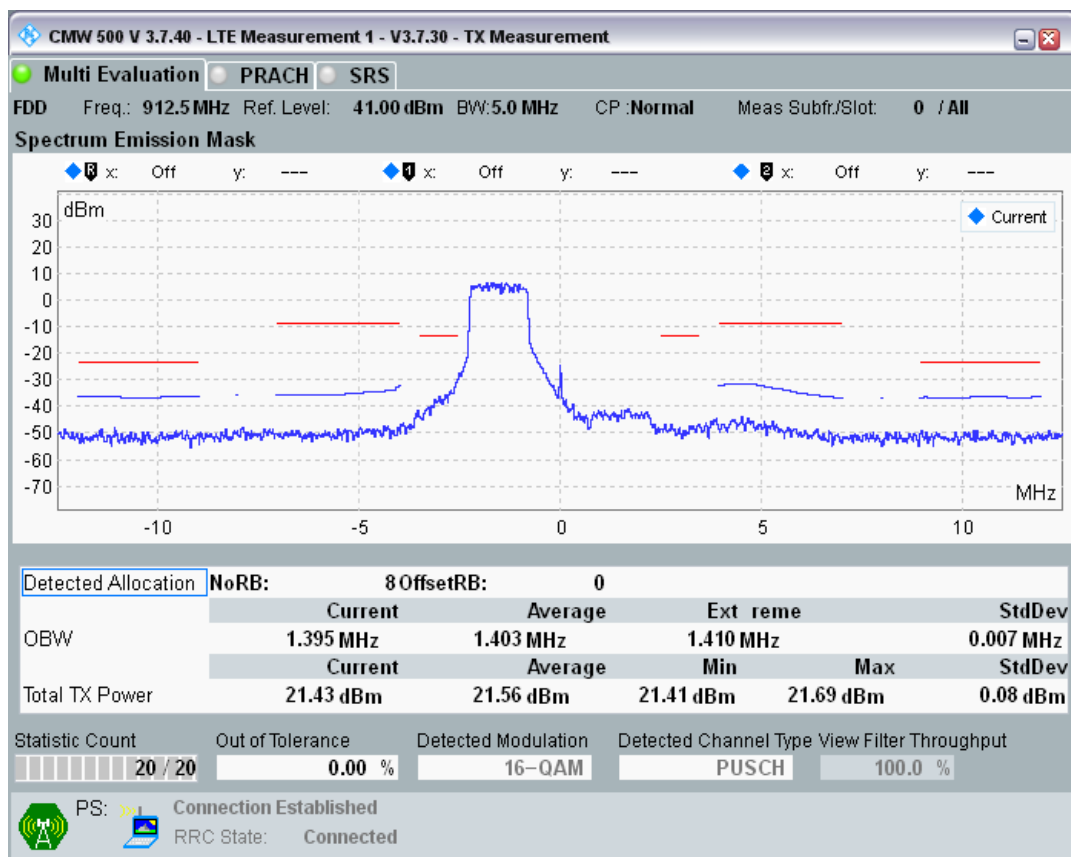 CMW 500 V 3.7.40 - LTE Measurement 1 - V3.7.30 - TX Measurement
Multi Evaluation PRACH SRS
FDD Freq.: 912.5 MHz Ref. Level: 41.00 dBm BW:5.0 MHz CP :Normal Meas Subfr./Slot: 0 / All
Spectrum Emission Mask
R x: Off y: --- 1 x: Off y: --- 2 x: Off y: ---
dBm
Current
30
20
10
0
-10
-20
-30
-40
-50
-60
-70
MHz
-10 -5 0 5 10
Detected Allocation NoRB: 8 OffsetRB: 0
Current Average Ext reme StdDev
OBW 1.395 MHz 1.403 MHz 1.410 MHz 0.007 MHz
Current Average Min Max StdDev
Total TX Power 21.43 dBm 21.56 dBm 21.41 dBm 21.69 dBm 0.08 dBm
Statistic Count Out of Tolerance Detected Modulation Detected Channel Type View Filter Throughput
20 / 20 0.00 % 16-QAM PUSCH 100.0 %
PS: Connection Established
RRC State: Connected